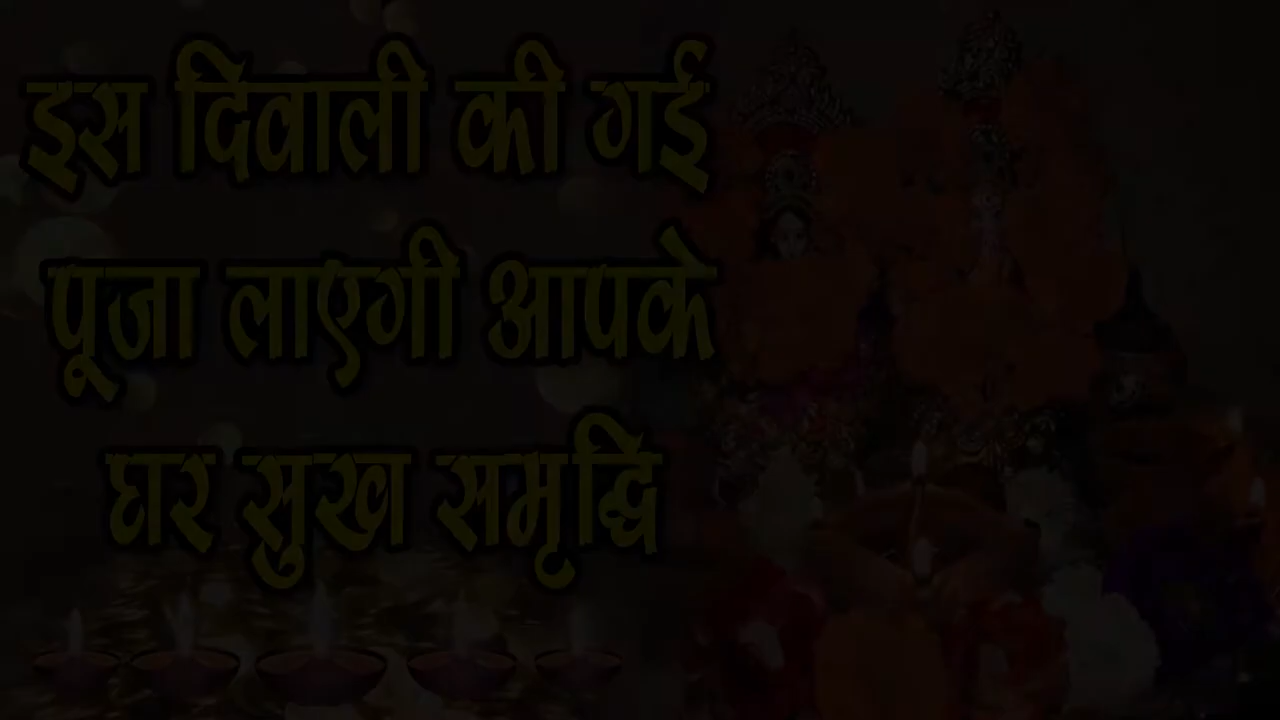 इस दिवाली की गई
पूजा लाएगी आपके
घर सुख समृद्धि